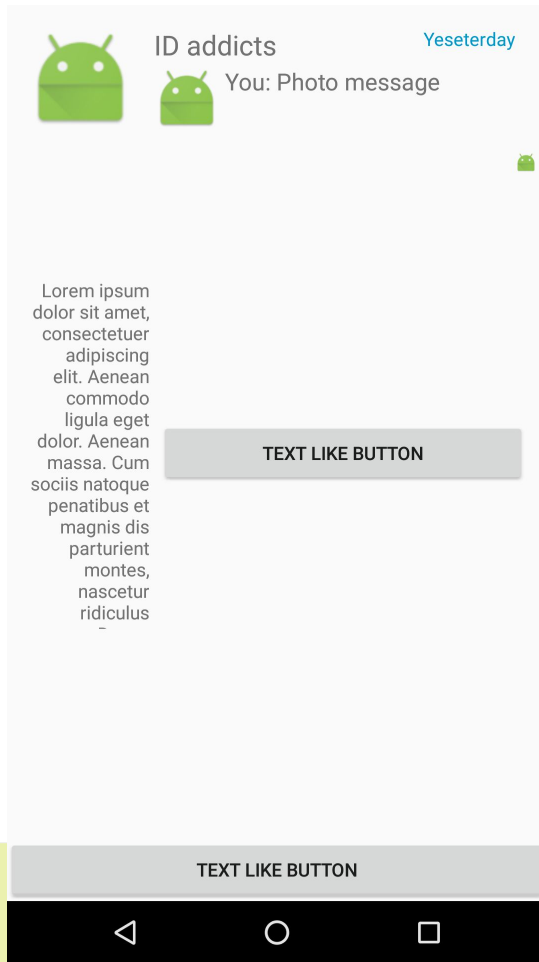 ID addicts
Yeseterday
You: Photo message
Lorem ipsum
dolor sit amet,
consectetuer
adipiscing
elit. Aenean
commodo
ligula eget
dolor. Aenean
massa. Cum
sociis natoque
penatibus et
magnis dis
parturient
montes,
nascetur
ridiculus
TEXT LIKE BUTTON
TEXT LIKE BUTTON